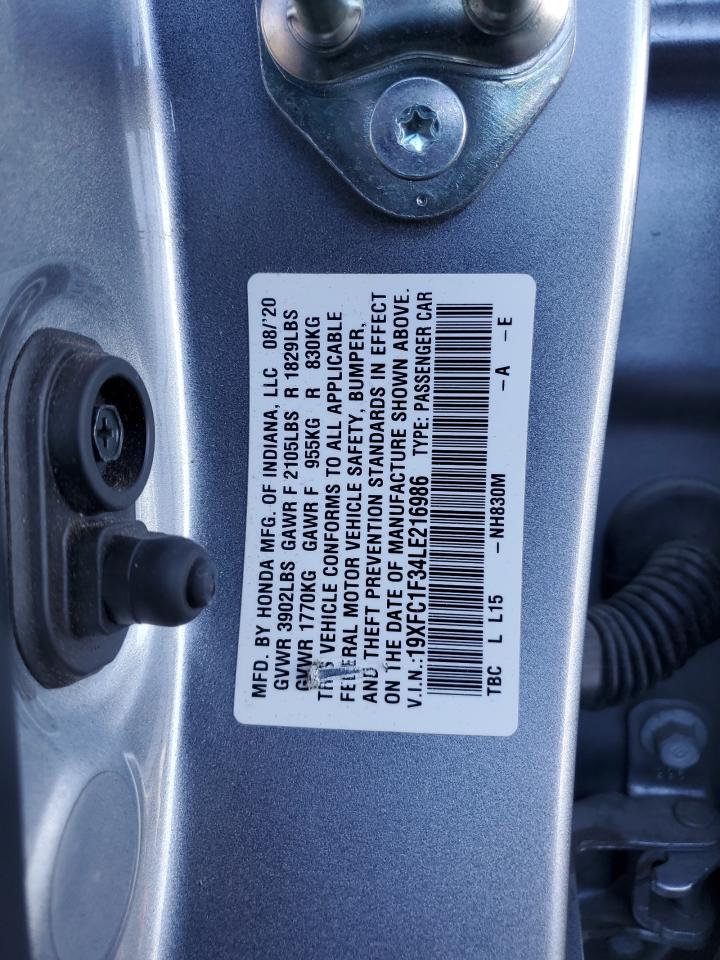 MFD. BY HONDA MFG. OF INDIANA, LLC 08/'20
GVWR 3902LBS GAWR F 2105LBS R 1829LBS
GVWR 1770KG GAWR F 955KG R 830KG
THIS VEHICLE CONFORMS TO ALL APPLICABLE
FEDERAL MOTOR VEHICLE SAFETY, BUMPER,
AND THEFT PREVENTION STANDARDS IN EFFECT
ON THE DATE OF MANUFACTURE SHOWN ABOVE.
V.I.N.:19XFC1F34LE216986 TYPE: PASSENGER CAR
TBC L L15 -NH830M -A -E